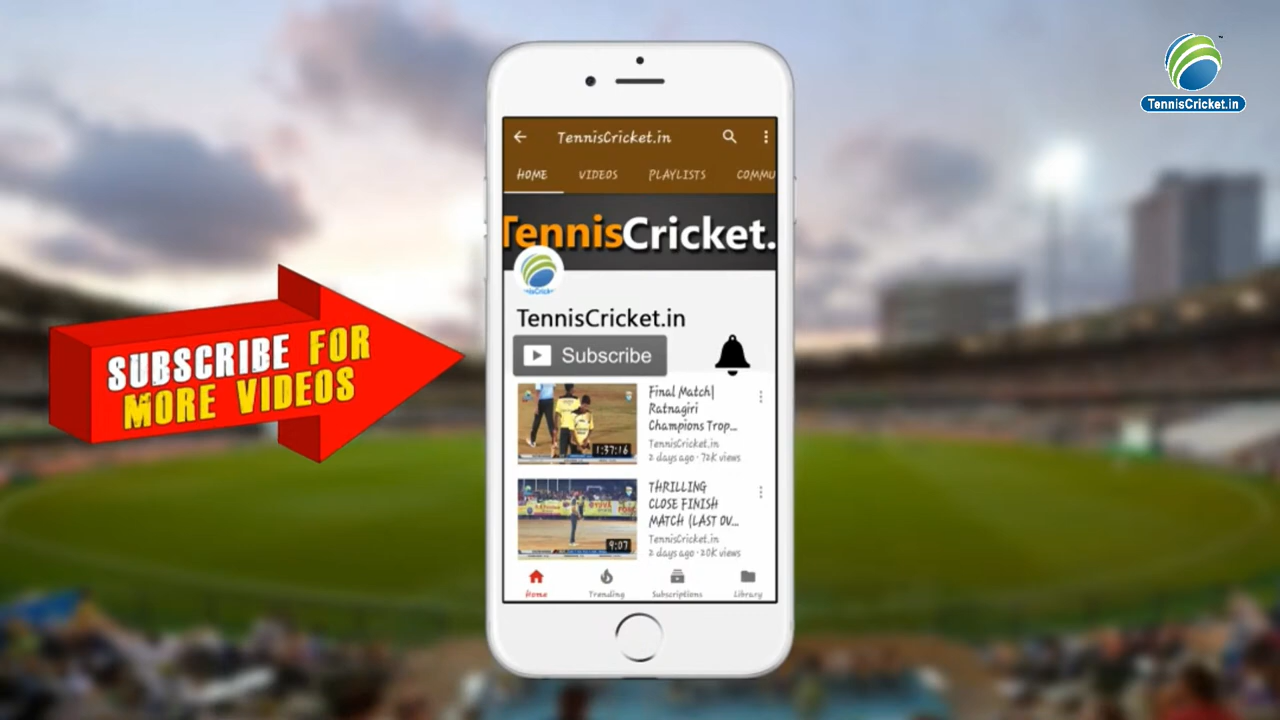 TennisCricket.in
TennisCricket.in
HOME VIDEOS PLAYLISTS COMMU
TennisCricket.
TennisCricket.in
Subscribe
SUBSCRIBE FOR
MORE VIDEOS
Final Match|
Ratnagiri
Champions Trop...
TennisCricket.in
2 days ago · 72K views
1:37:16
THRILLING
CLOSE FINISH
MATCH (LAST OV...
TennisCricket.in
2 days ago · 20K views
9:07
Home Trending Subscriptions Library